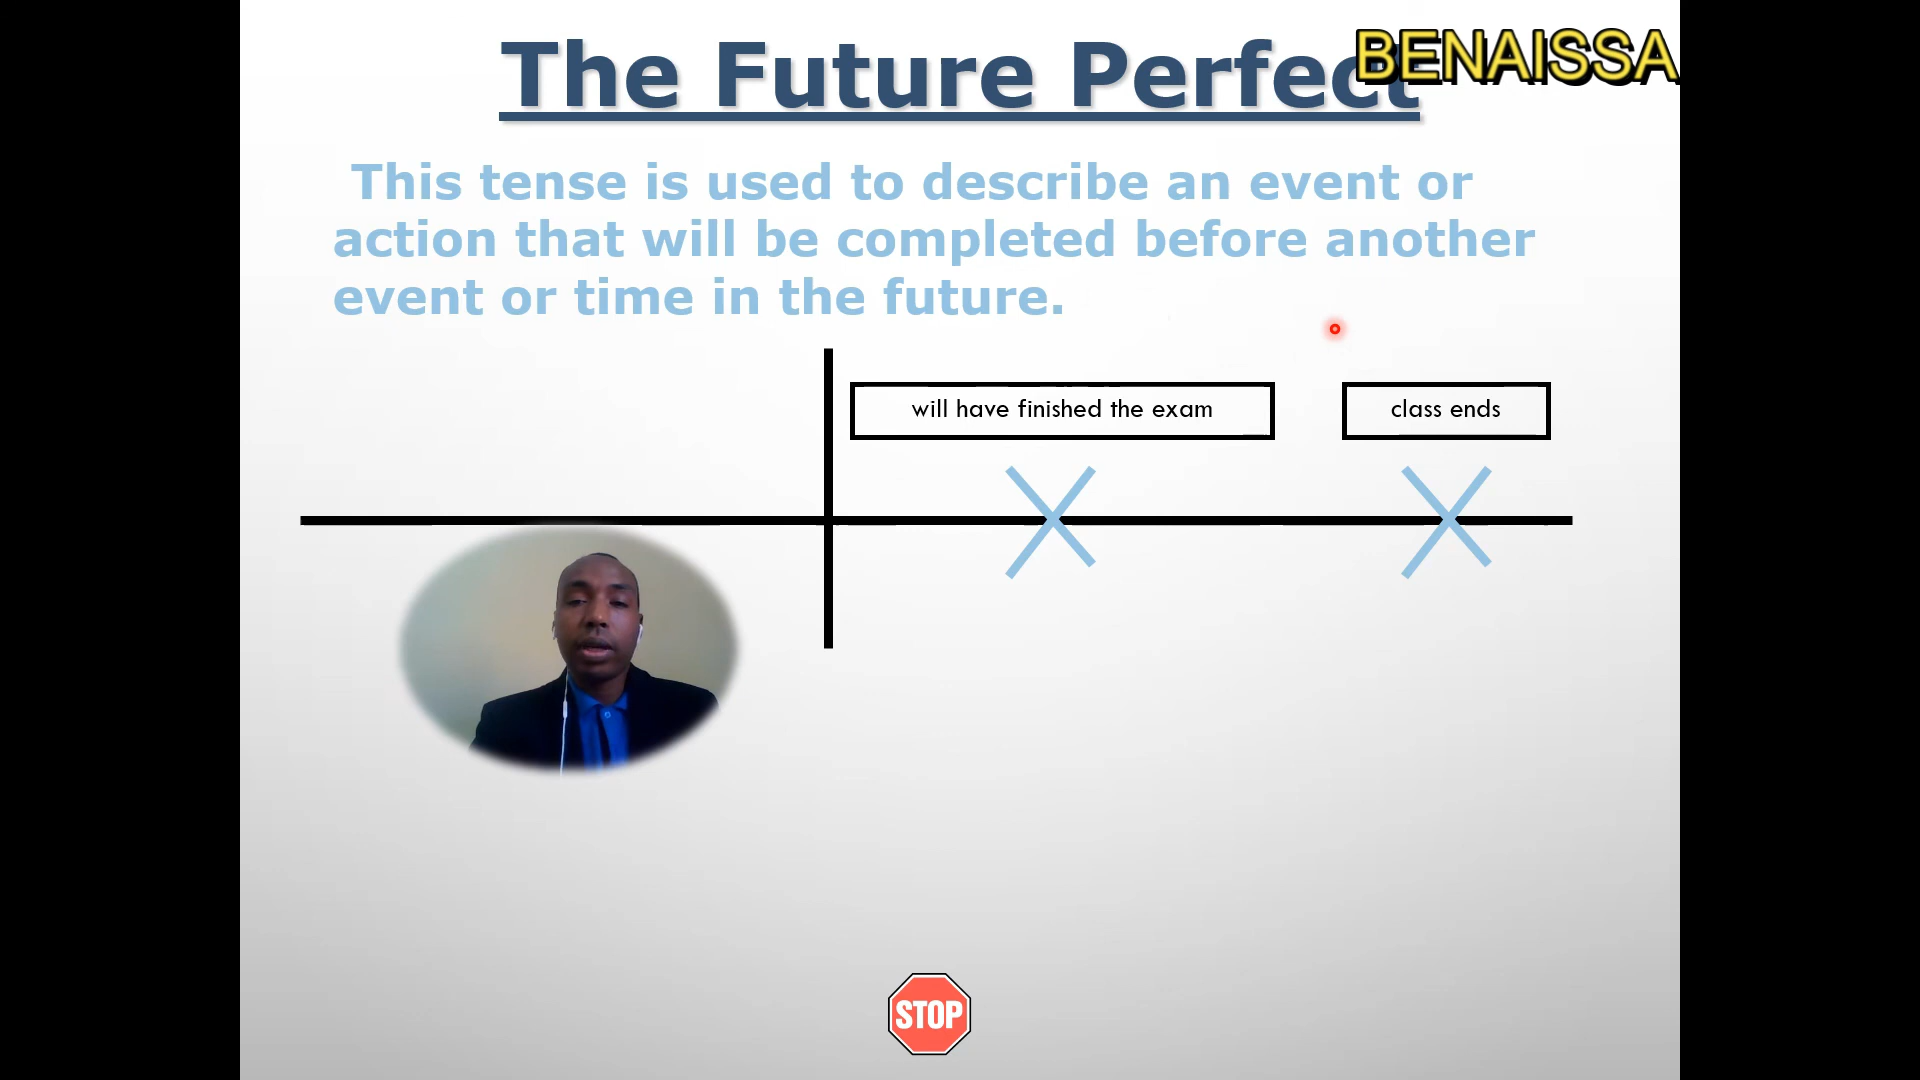 The Future Perfect
BENAISSA
This tense is used to describe an event or
action that will be completed before another
event or time in the future.
will have finished the exam
class ends
STOP